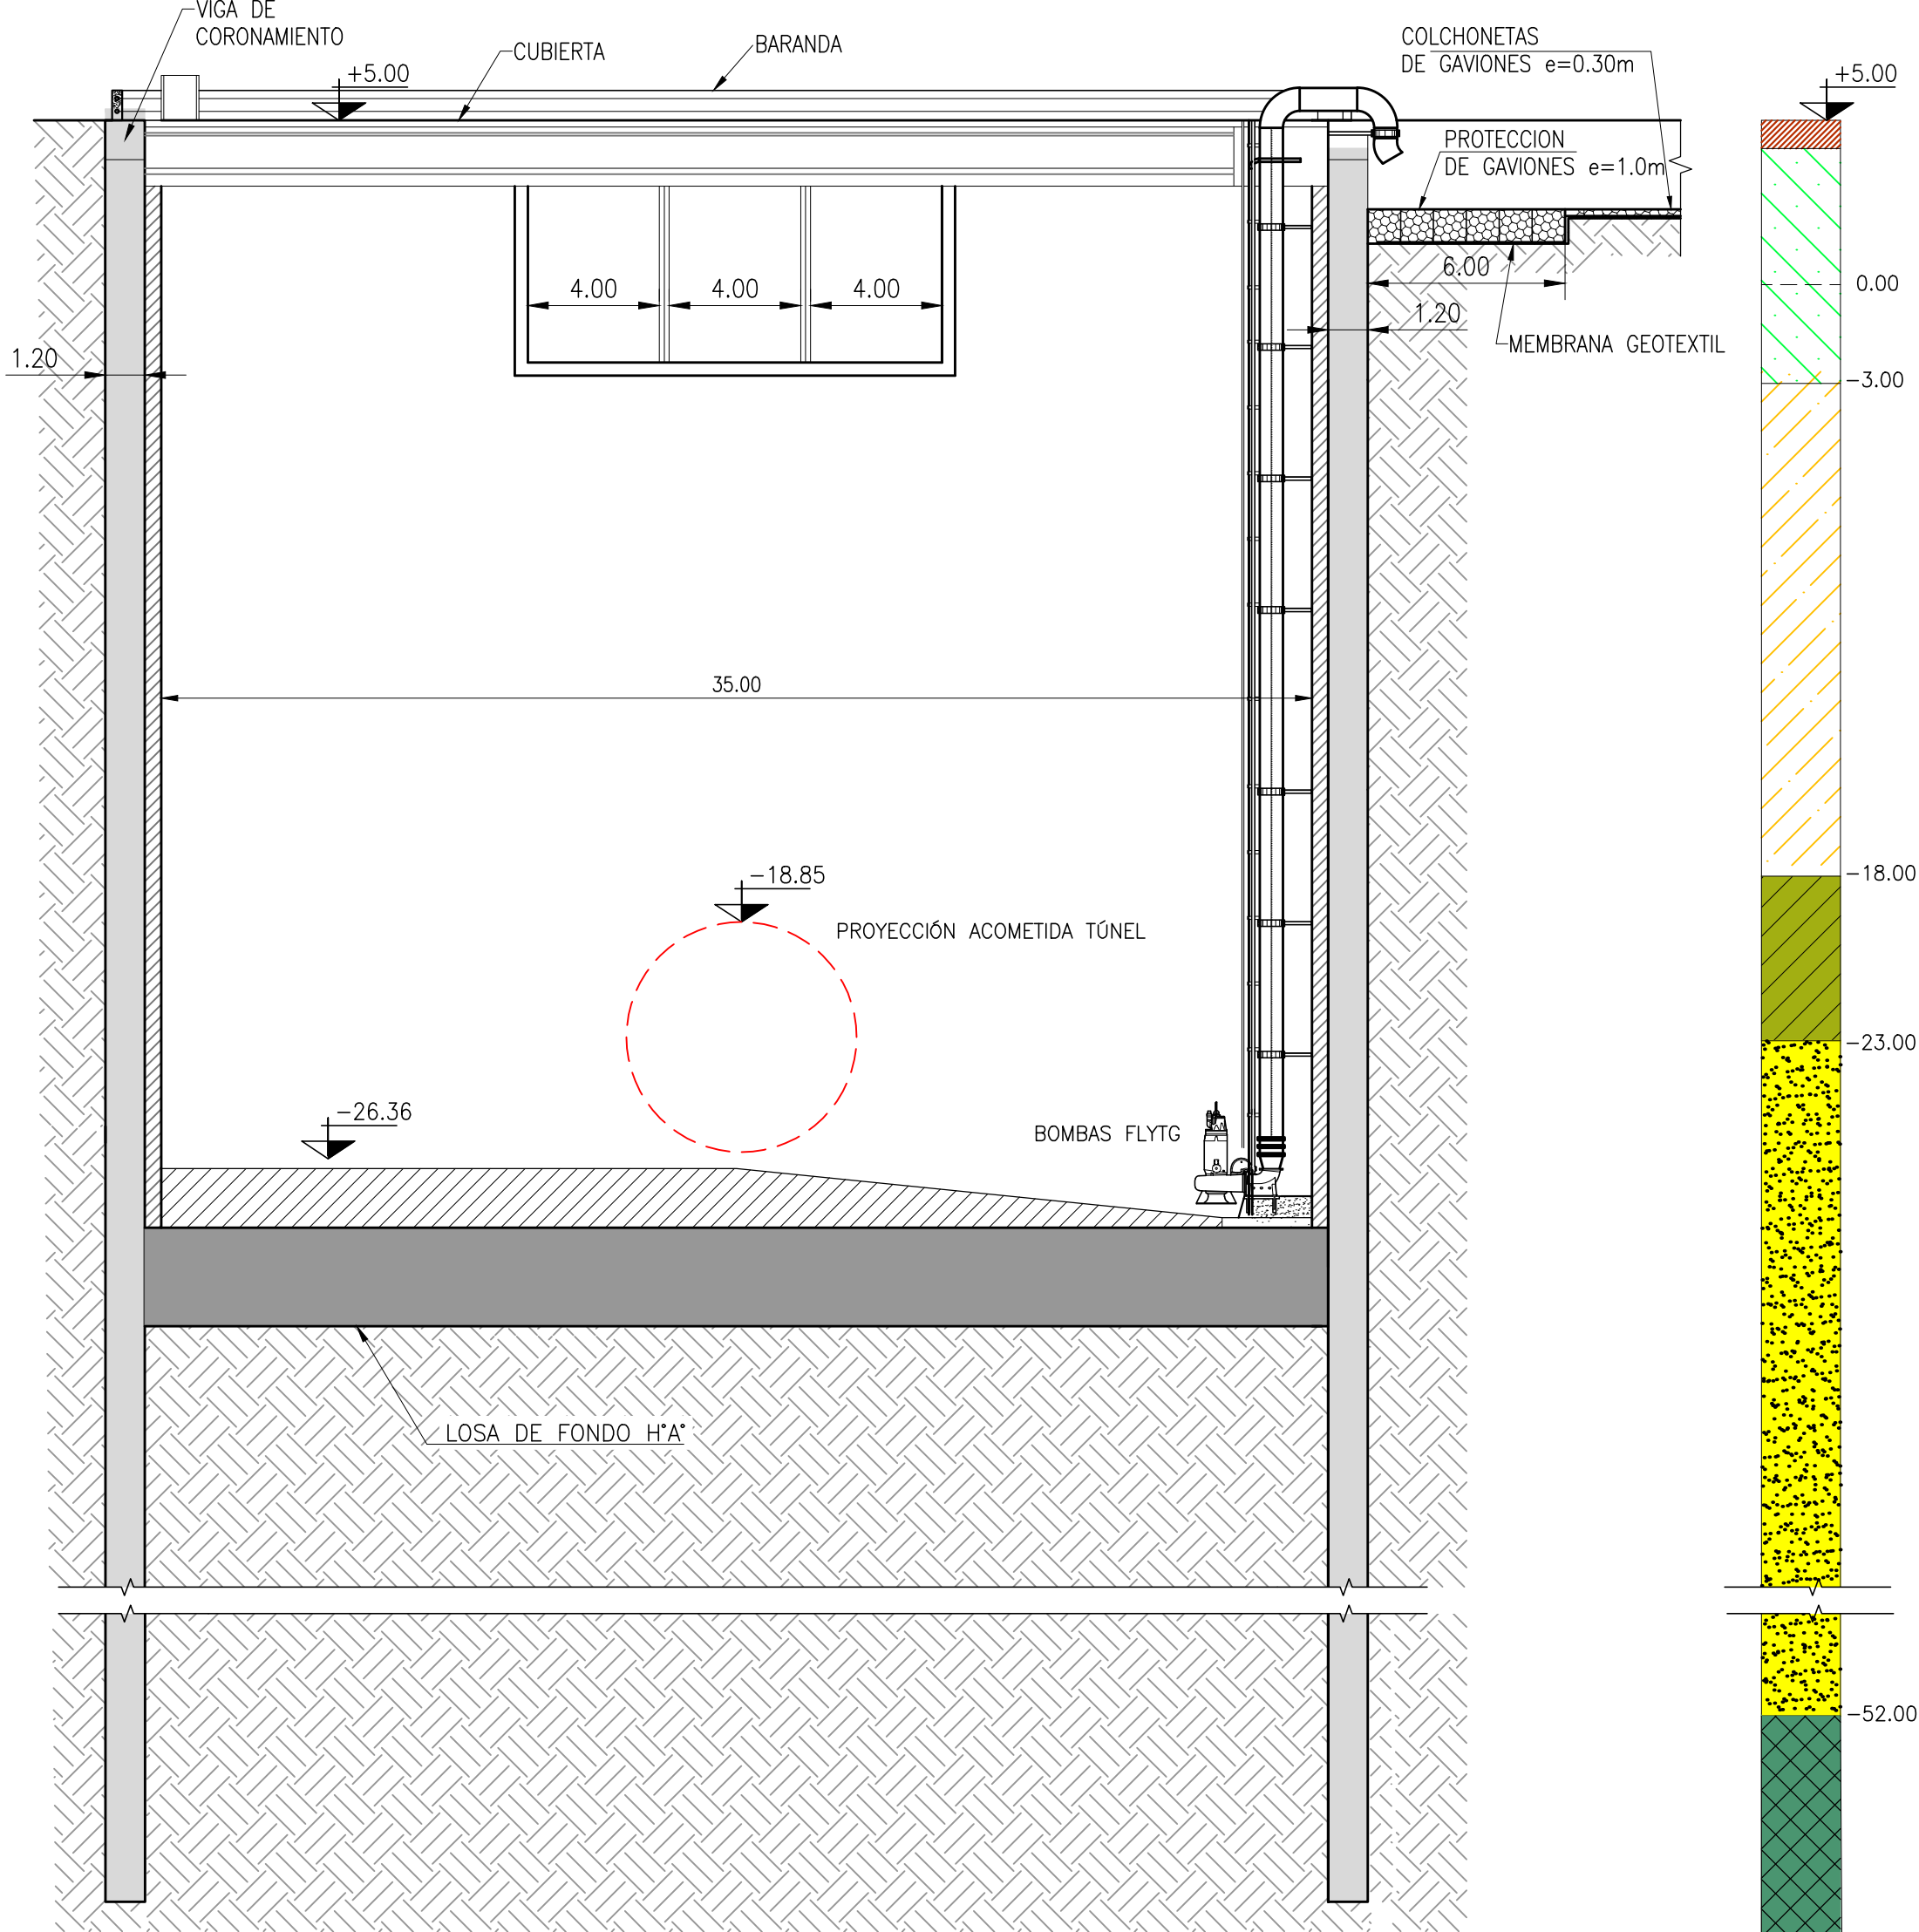 VIGA DE
CORONAMIENTO
CUBIERTA
BARANDA
COLCHONETAS
DE GAVIONES e=0.30m
+5.00
+5.00
PROTECCION
DE GAVIONES e=1.0m
4.00
4.00
4.00
6.00
0.00
1.20
MEMBRANA GEOTEXTIL
1.20
-3.00
35.00
-18.85
-18.00
PROYECCIÓN ACOMETIDA TÚNEL
-23.00
-26.36
BOMBAS FLYTG
LOSA DE FONDO H°A°
-52.00